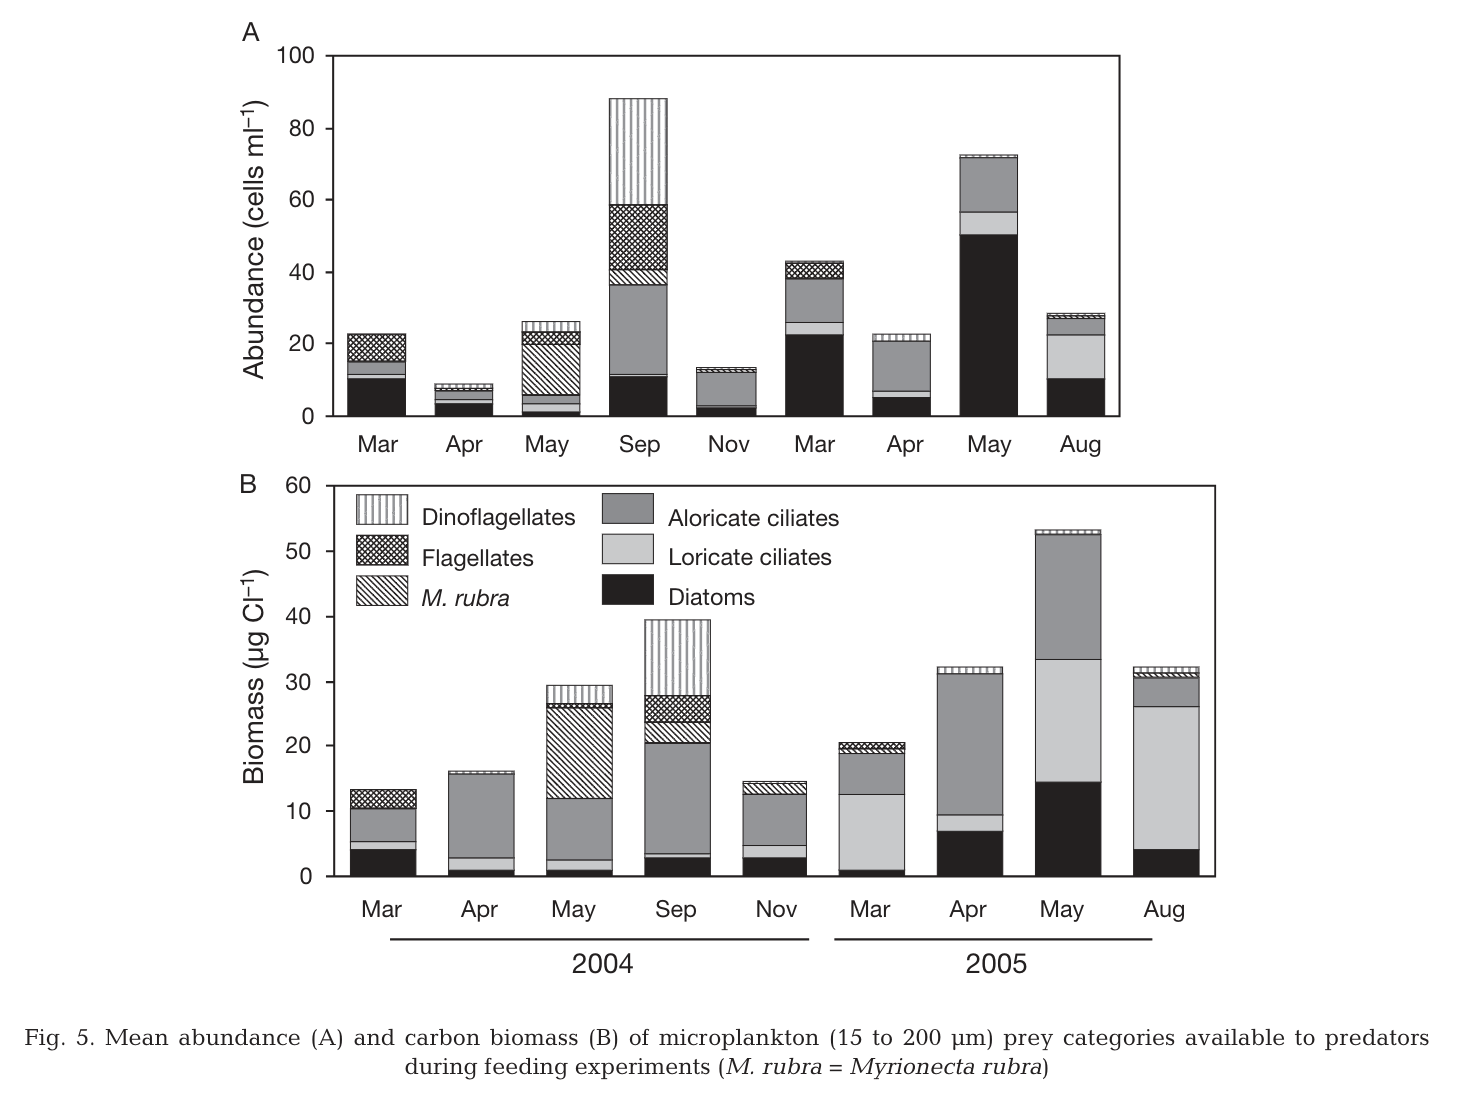 A
100
80
60
40
20
0
Abundance (cells ml⁻¹)
Mar Apr May Sep Nov Mar Apr May Aug
B
60
50
40
30
20
10
0
Biomass (µg Cl⁻¹)
Dinoflagellates Aloricate ciliates
Flagellates Loricate ciliates
M. rubra Diatoms
Mar Apr May Sep Nov Mar Apr May Aug
2004 2005
Fig. 5. Mean abundance (A) and carbon biomass (B) of microplankton (15 to 200 µm) prey categories available to predators
during feeding experiments (M. rubra = Myrionecta rubra)